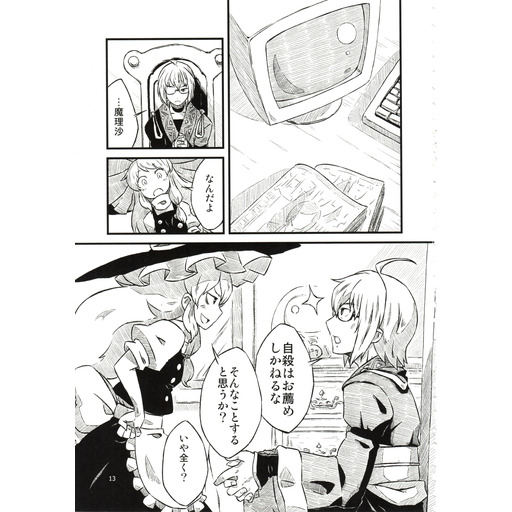 …魔理沙
なんだよ
自殺はお薦め
しかねるな
そんなことする
と思うか？
いや全く？
13